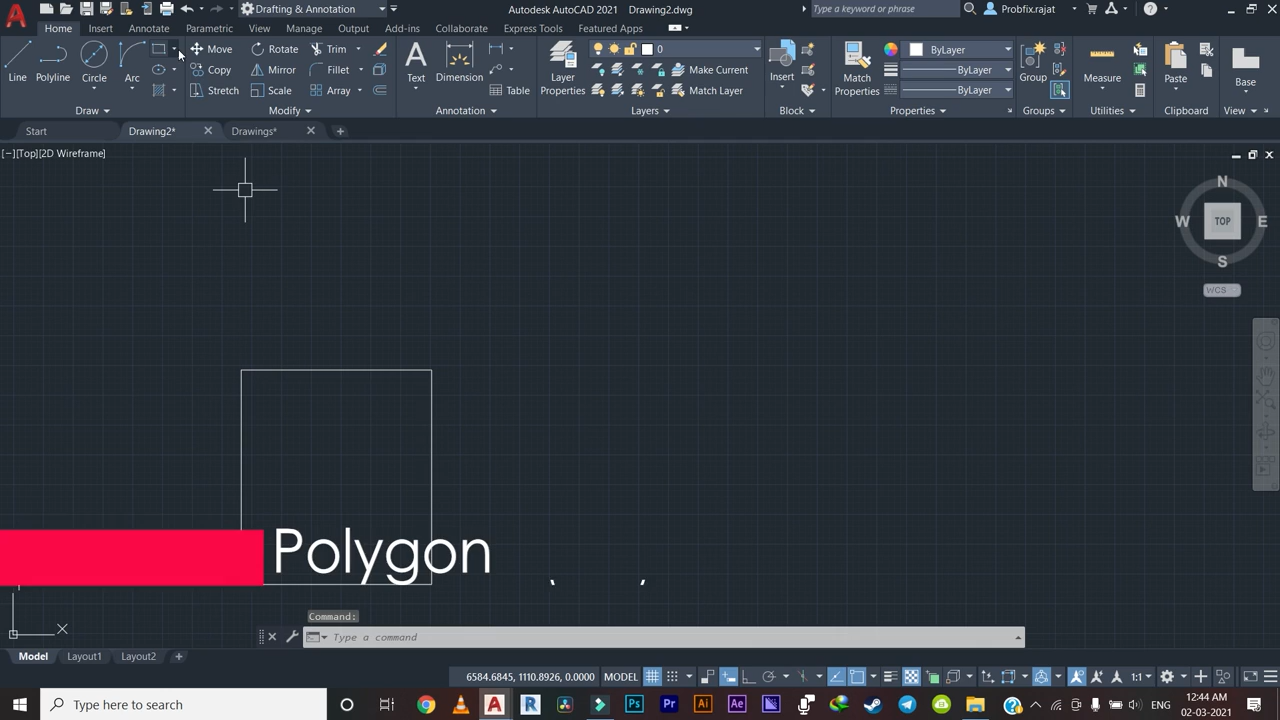 Drafting & Annotation
Autodesk AutoCAD 2021 Drawing2.dwg
Type a keyword or phrase
Probfix.rajat
Home Insert Annotate Parametric View Manage Output Collaborate Express Tools Featured Apps
Line
Polyline
Circle
Arc
Draw
Move
Rotate
Trim
Copy
Mirror
Fillet
Stretch
Scale
Array
Modify
Text
Dimension
Table
Annotation
Layer
Properties
0
Make Current
Match Layer
Layers
Insert
Block
Match
Properties
ByLayer
ByLayer
ByLayer
Properties
Group
Groups
Measure
Utilities
Paste
Clipboard
Base
View
Start
Drawing2*
Drawings*
[−][Top][2D Wireframe]
N
W
TOP
E
S
WCS
Polygon
X
Command:
Type a command
Model
Layout1
Layout2
6584.6845, 1110.8926, 0.0000
MODEL
1:1
Type here to search
ENG
12:44 AM
02-03-2021